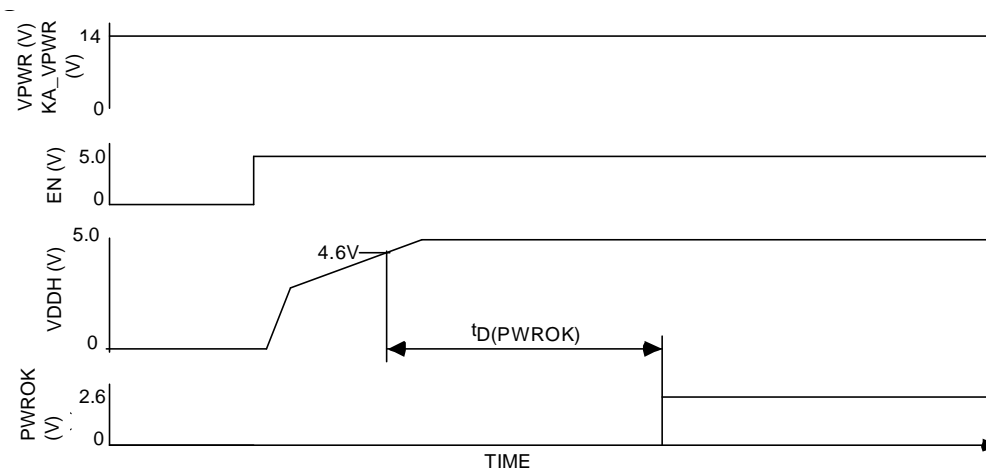 VPWR (V)
KA_VPWR
(V)
14
0
EN (V)
5.0
0
VDDH (V)
5.0
4.6V
0
tD(PWROK)
PWROK
(V)
2.6
0
TIME